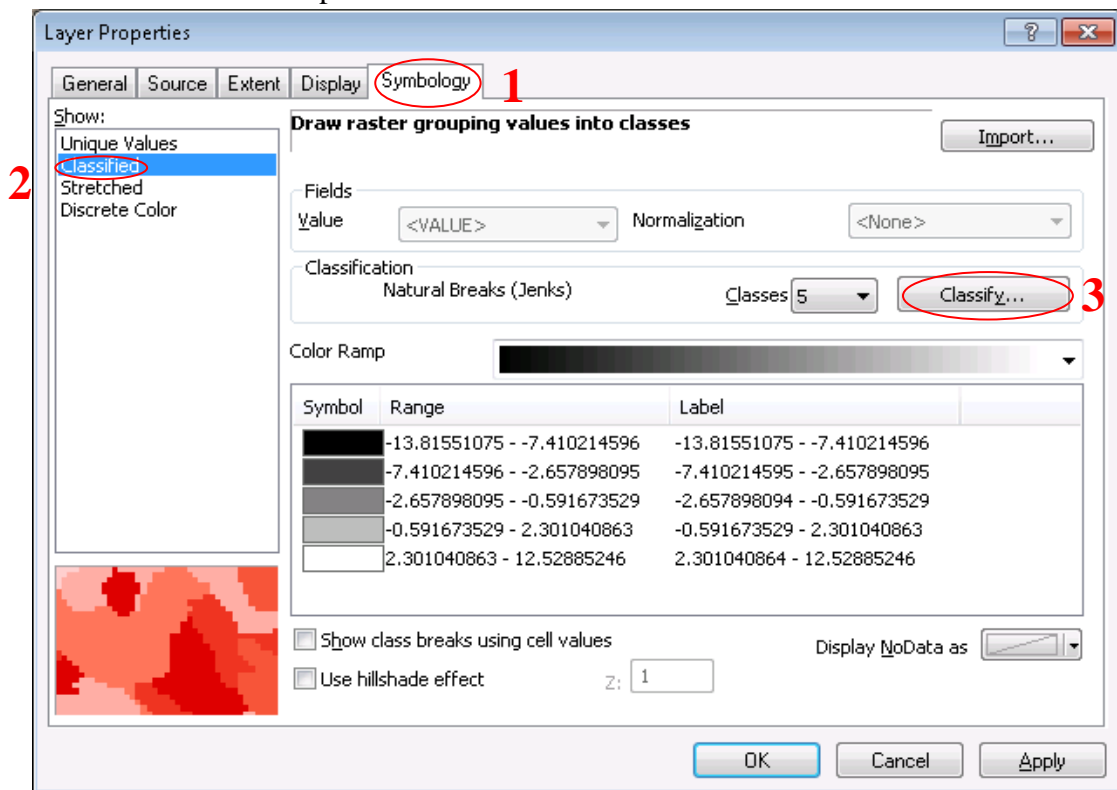 Layer Properties
General Source Extent Display Symbology 1
Show:
Unique Values
2 Classified
Stretched
Discrete Color
Draw raster grouping values into classes
Import...
Fields
Value <VALUE> Normalization <None>
Classification
Natural Breaks (Jenks) Classes 5 Classify... 3
Color Ramp
Symbol Range Label
-13.81551075 - -7.410214596 -13.81551075 - -7.410214596
-7.410214596 - -2.657898095 -7.410214595 - -2.657898095
-2.657898095 - -0.591673529 -2.657898094 - -0.591673529
-0.591673529 - 2.301040863 -0.591673529 - 2.301040863
2.301040863 - 12.52885246 2.301040864 - 12.52885246
Show class breaks using cell values Display NoData as
Use hillshade effect Z: 1
OK Cancel Apply